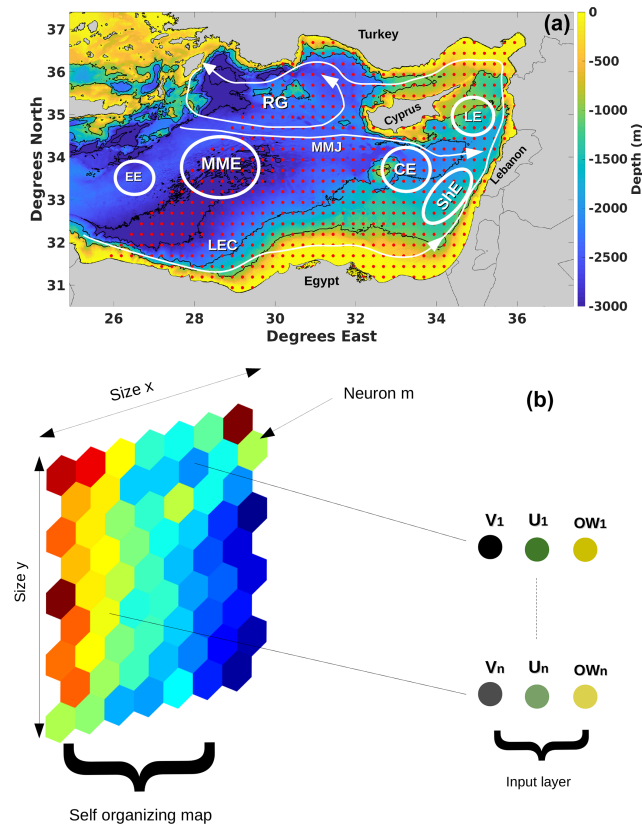 (a)
Turkey
37
36
35
34
33
32
31
Degrees North
RG
Cyprus
LE
MMJ
MME
EE
CE
ShE
Lebanon
LEC
Egypt
26
28
30
32
34
36
Degrees East
0
-500
-1000
-1500
-2000
-2500
-3000
Depth (m)
(b)
Size x
Neuron m
Size y
V1 U1 OW1
Vn Un OWn
Input layer
Self organizing map